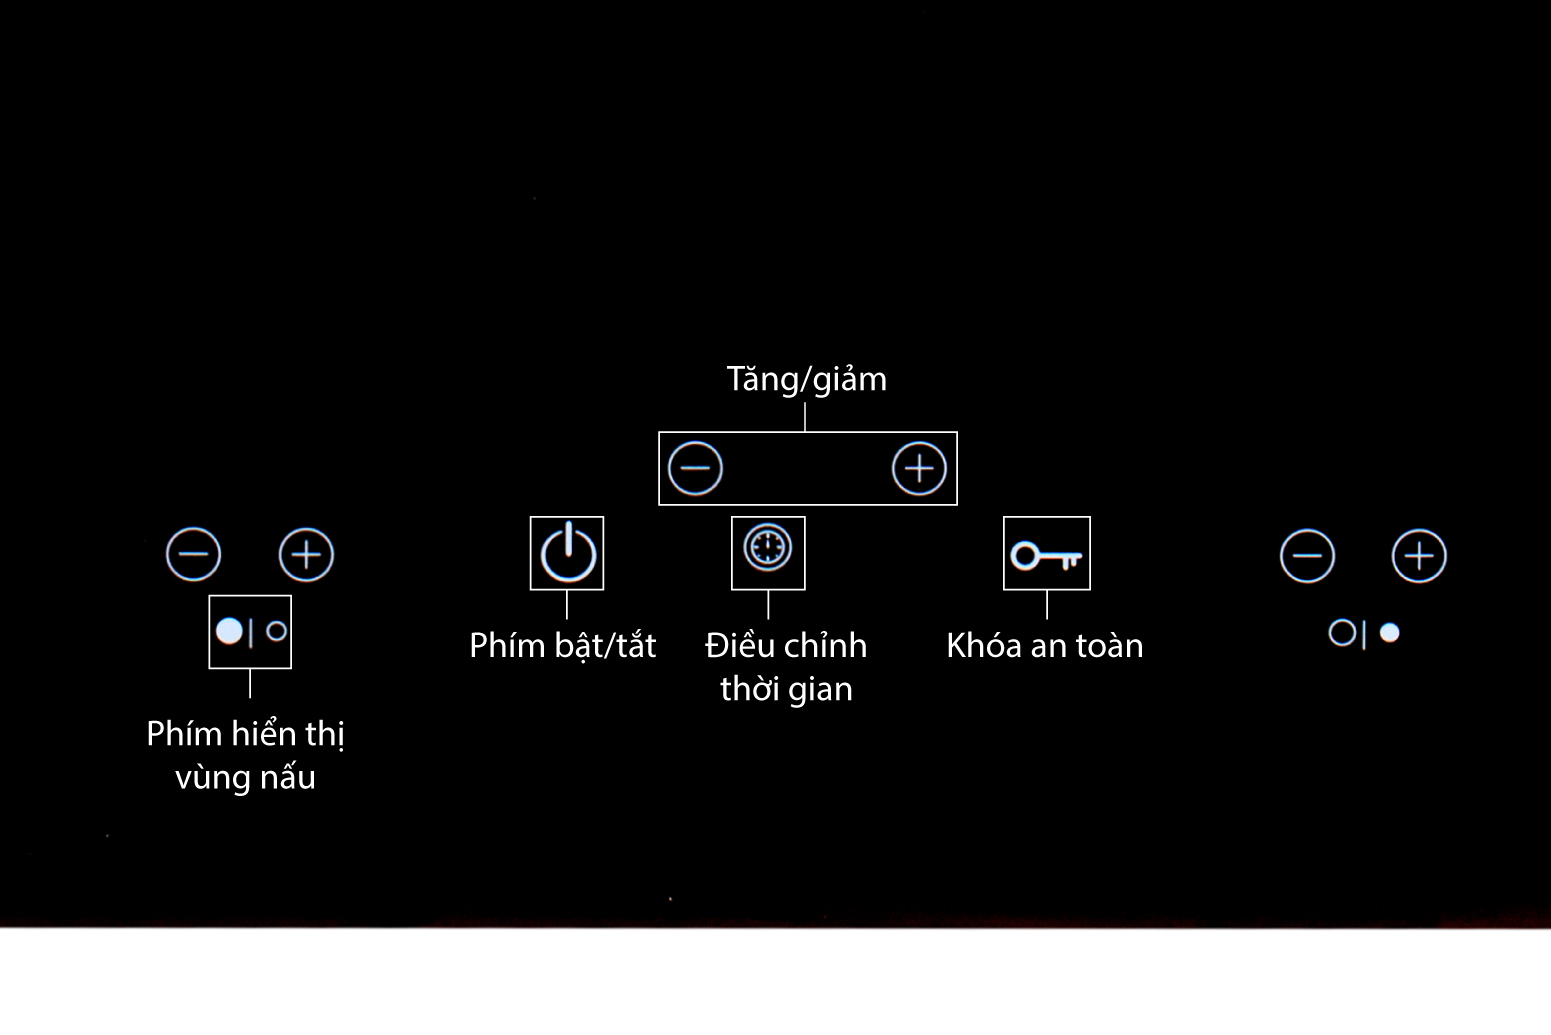 Tăng/giảm
Phím bật/tắt
Điều chỉnh
thời gian
Khóa an toàn
Phím hiển thị
vùng nấu